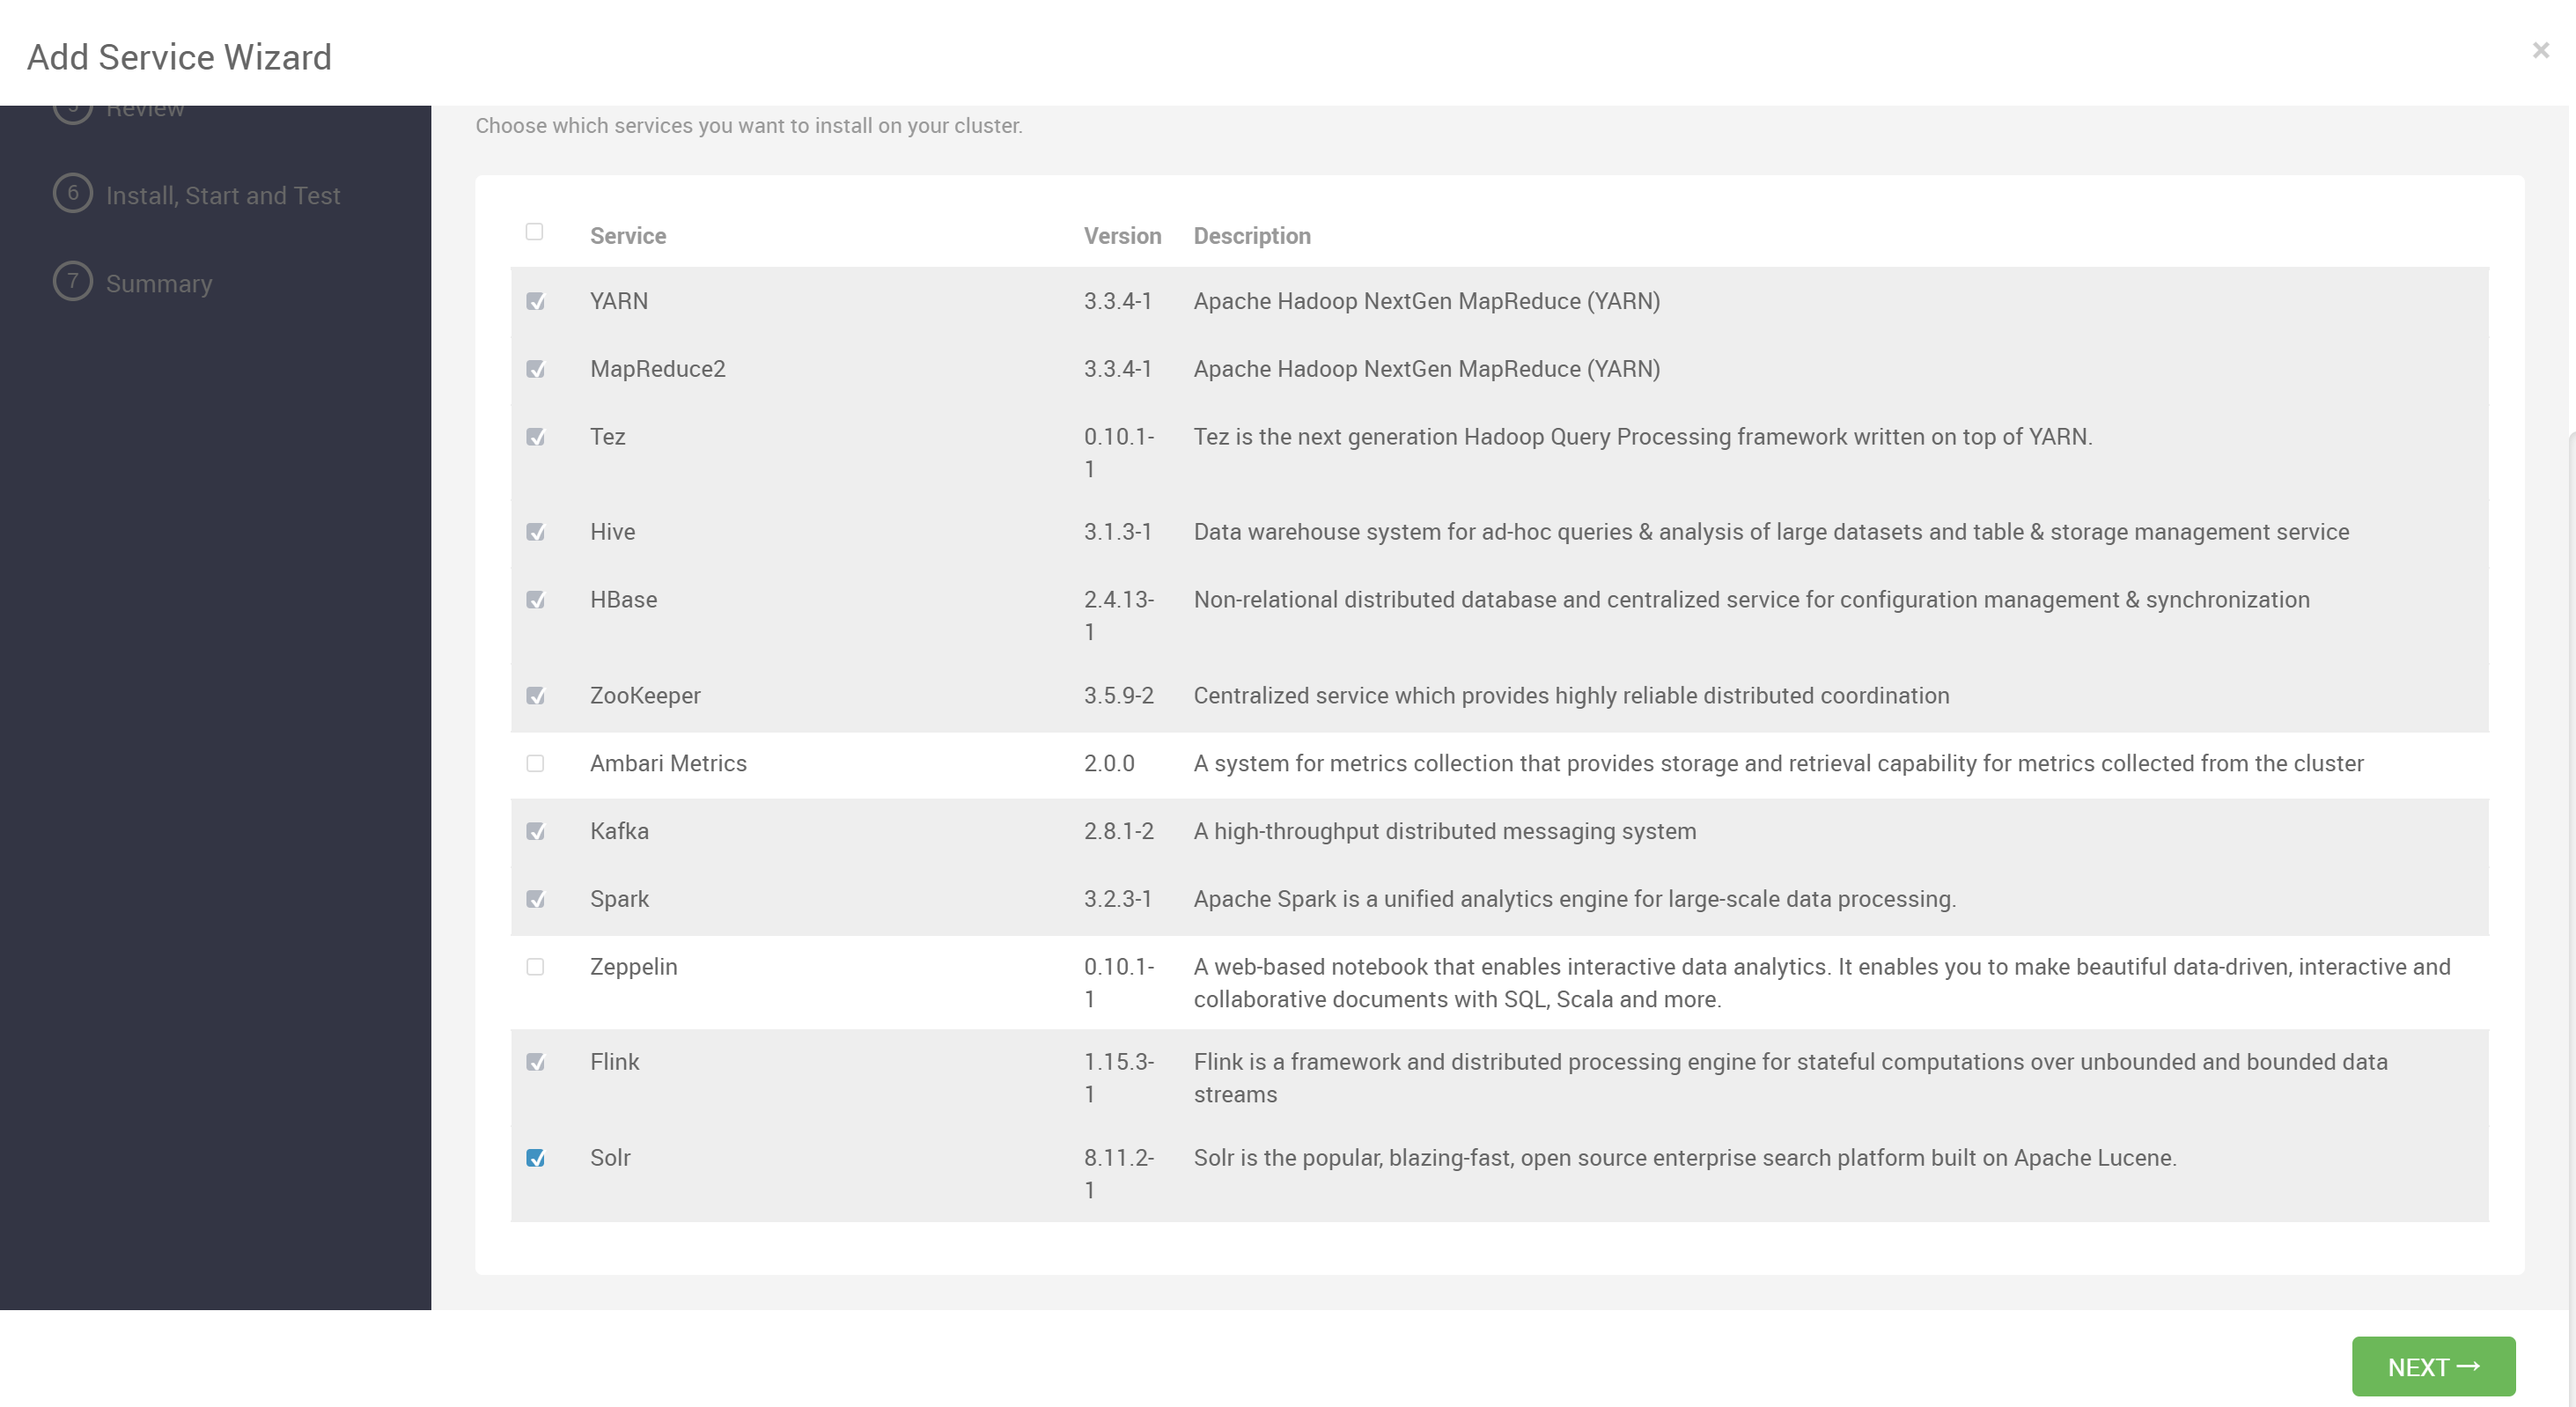 Add Service Wizard
×
5 Review
Choose which services you want to install on your cluster.
6 Install, Start and Test
7 Summary
Service Version Description
YARN 3.3.4-1 Apache Hadoop NextGen MapReduce (YARN)
MapReduce2 3.3.4-1 Apache Hadoop NextGen MapReduce (YARN)
Tez 0.10.1- Tez is the next generation Hadoop Query Processing framework written on top of YARN.
1
Hive 3.1.3-1 Data warehouse system for ad-hoc queries & analysis of large datasets and table & storage management service
HBase 2.4.13- Non-relational distributed database and centralized service for configuration management & synchronization
1
ZooKeeper 3.5.9-2 Centralized service which provides highly reliable distributed coordination
Ambari Metrics 2.0.0 A system for metrics collection that provides storage and retrieval capability for metrics collected from the cluster
Kafka 2.8.1-2 A high-throughput distributed messaging system
Spark 3.2.3-1 Apache Spark is a unified analytics engine for large-scale data processing.
Zeppelin 0.10.1- A web-based notebook that enables interactive data analytics. It enables you to make beautiful data-driven, interactive and
1 collaborative documents with SQL, Scala and more.
Flink 1.15.3- Flink is a framework and distributed processing engine for stateful computations over unbounded and bounded data
1 streams
Solr 8.11.2- Solr is the popular, blazing-fast, open source enterprise search platform built on Apache Lucene.
1
NEXT →